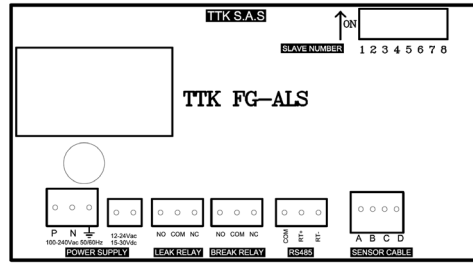 TTK S.A.S
ON
SLAVE NUMBER
1 2 3 4 5 6 7 8
TTK FG-ALS
P N
100-240Vac 50/60Hz
12-24Vac
15-30Vdc
POWER SUPPLY
NO COM NC
LEAK RELAY
NO COM NC
BREAK RELAY
COM
RT+
RT-
RS485
A B C D
SENSOR CABLE